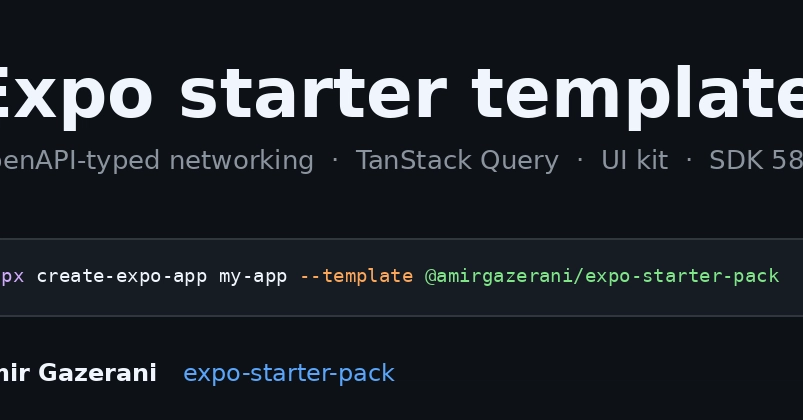 Expo starter template
penAPI-typed networking · TanStack Query · UI kit · SDK 58
px create-expo-app my-app --template @amirgazerani/expo-starter-pack
mir Gazerani expo-starter-pack